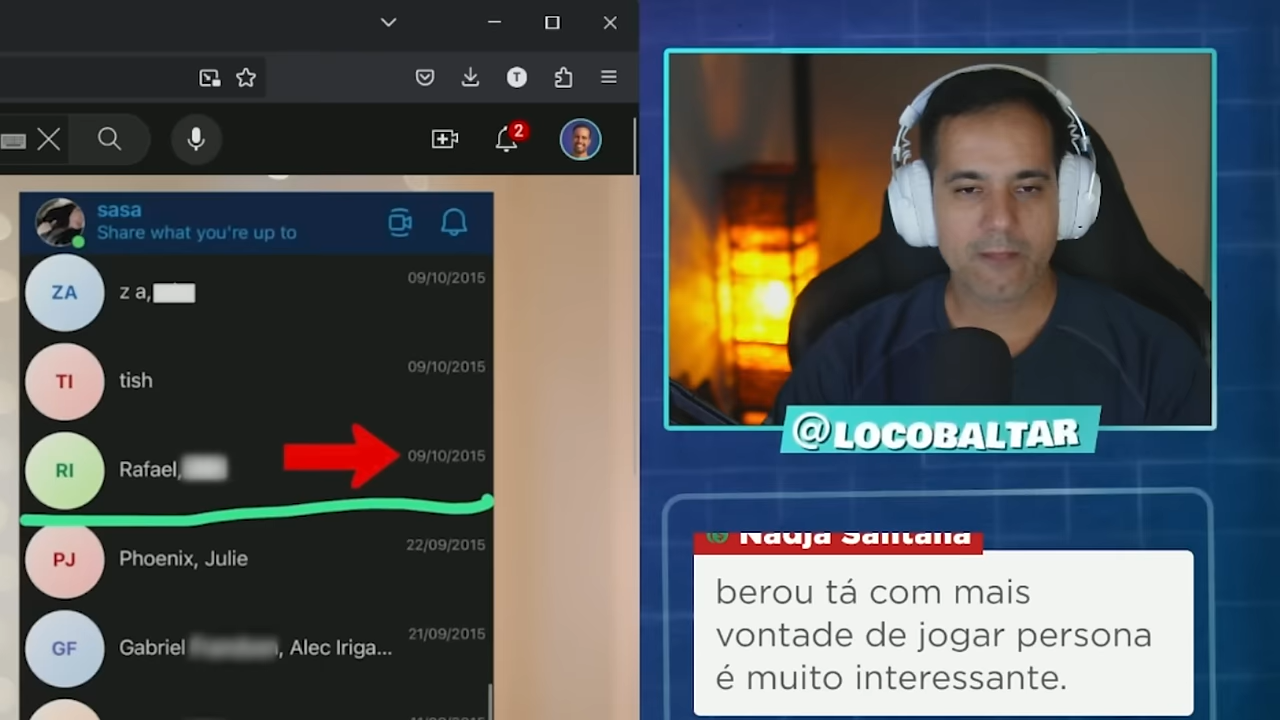 T
2
sasa
Share what you're up to
ZA
z a,
09/10/2015
TI
tish
09/10/2015
RI
Rafael,
09/10/2015
PJ
Phoenix, Julie
22/09/2015
GF
Gabriel , Alec Iriga...
21/09/2015
@LOCOBALTAR
Nadja Santana
berou tá com mais
vontade de jogar persona
é muito interessante.